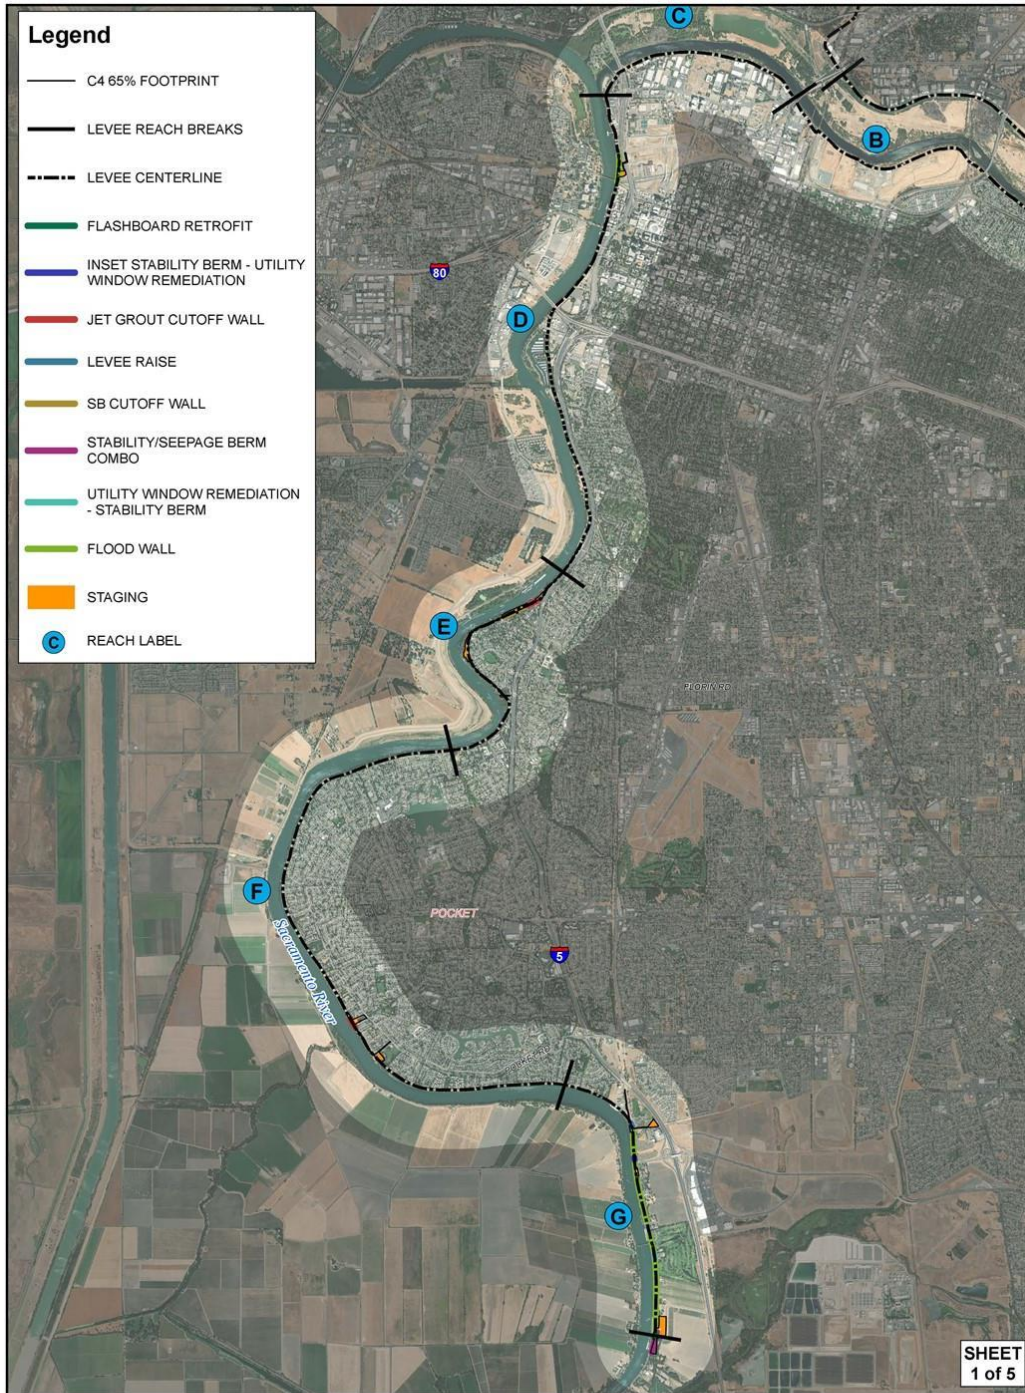 Legend
C4 65% FOOTPRINT
LEVEE REACH BREAKS
LEVEE CENTERLINE
FLASHBOARD RETROFIT
INSET STABILITY BERM - UTILITY
WINDOW REMEDIATION
JET GROUT CUTOFF WALL
LEVEE RAISE
SB CUTOFF WALL
STABILITY/SEEPAGE BERM
COMBO
UTILITY WINDOW REMEDIATION
- STABILITY BERM
FLOOD WALL
STAGING
C
REACH LABEL
C
B
80
D
E
FLORIN RD
F
POCKET
5
Sacramento River
G
SHEET
1 of 5